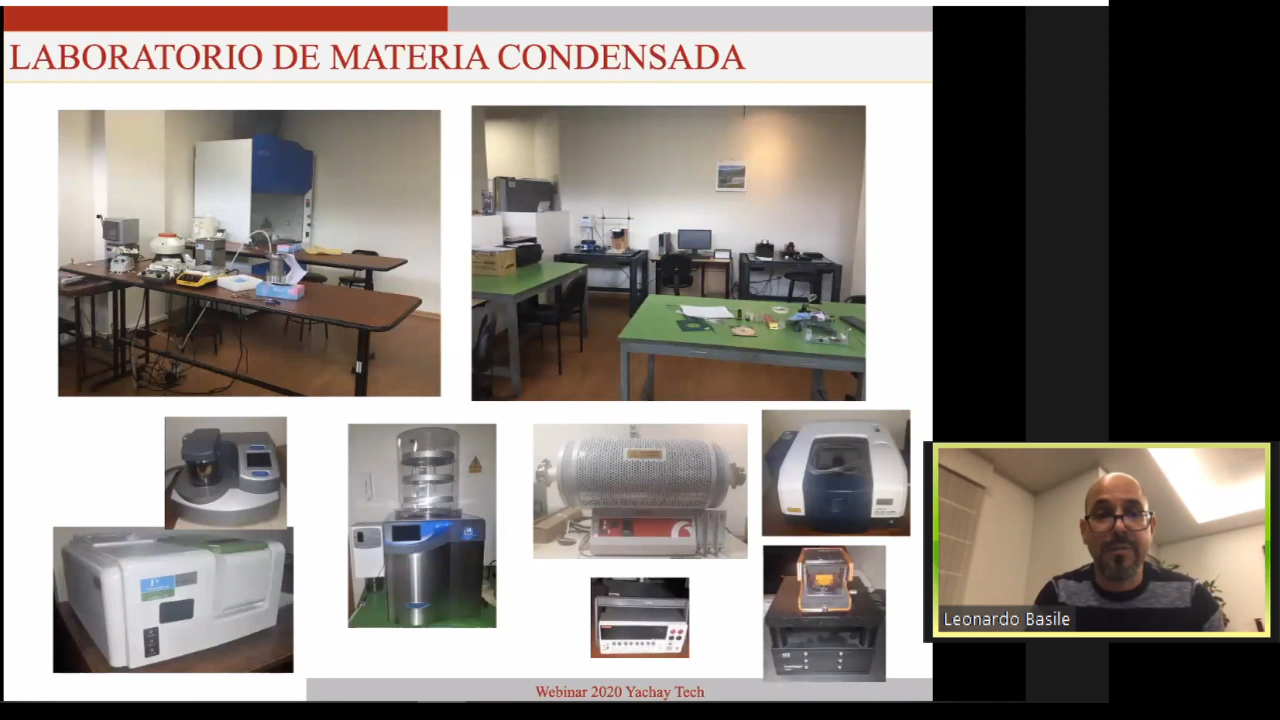 LABORATORIO DE MATERIA CONDENSADA
Leonardo Basile
Webinar 2020 Yachay Tech